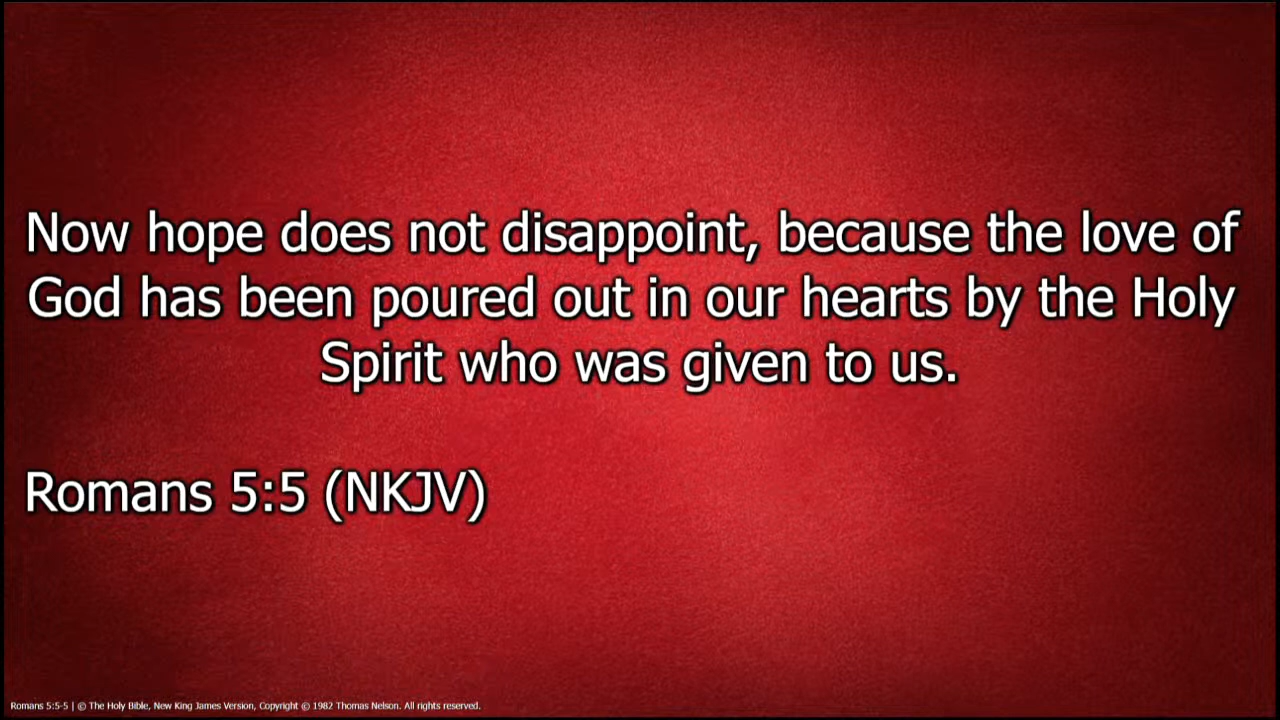 Now hope does not disappoint, because the love of
God has been poured out in our hearts by the Holy
Spirit who was given to us.
Romans 5:5 (NKJV)
Romans 5:5-5 | © The Holy Bible, New King James Version, Copyright © 1982 Thomas Nelson. All rights reserved.